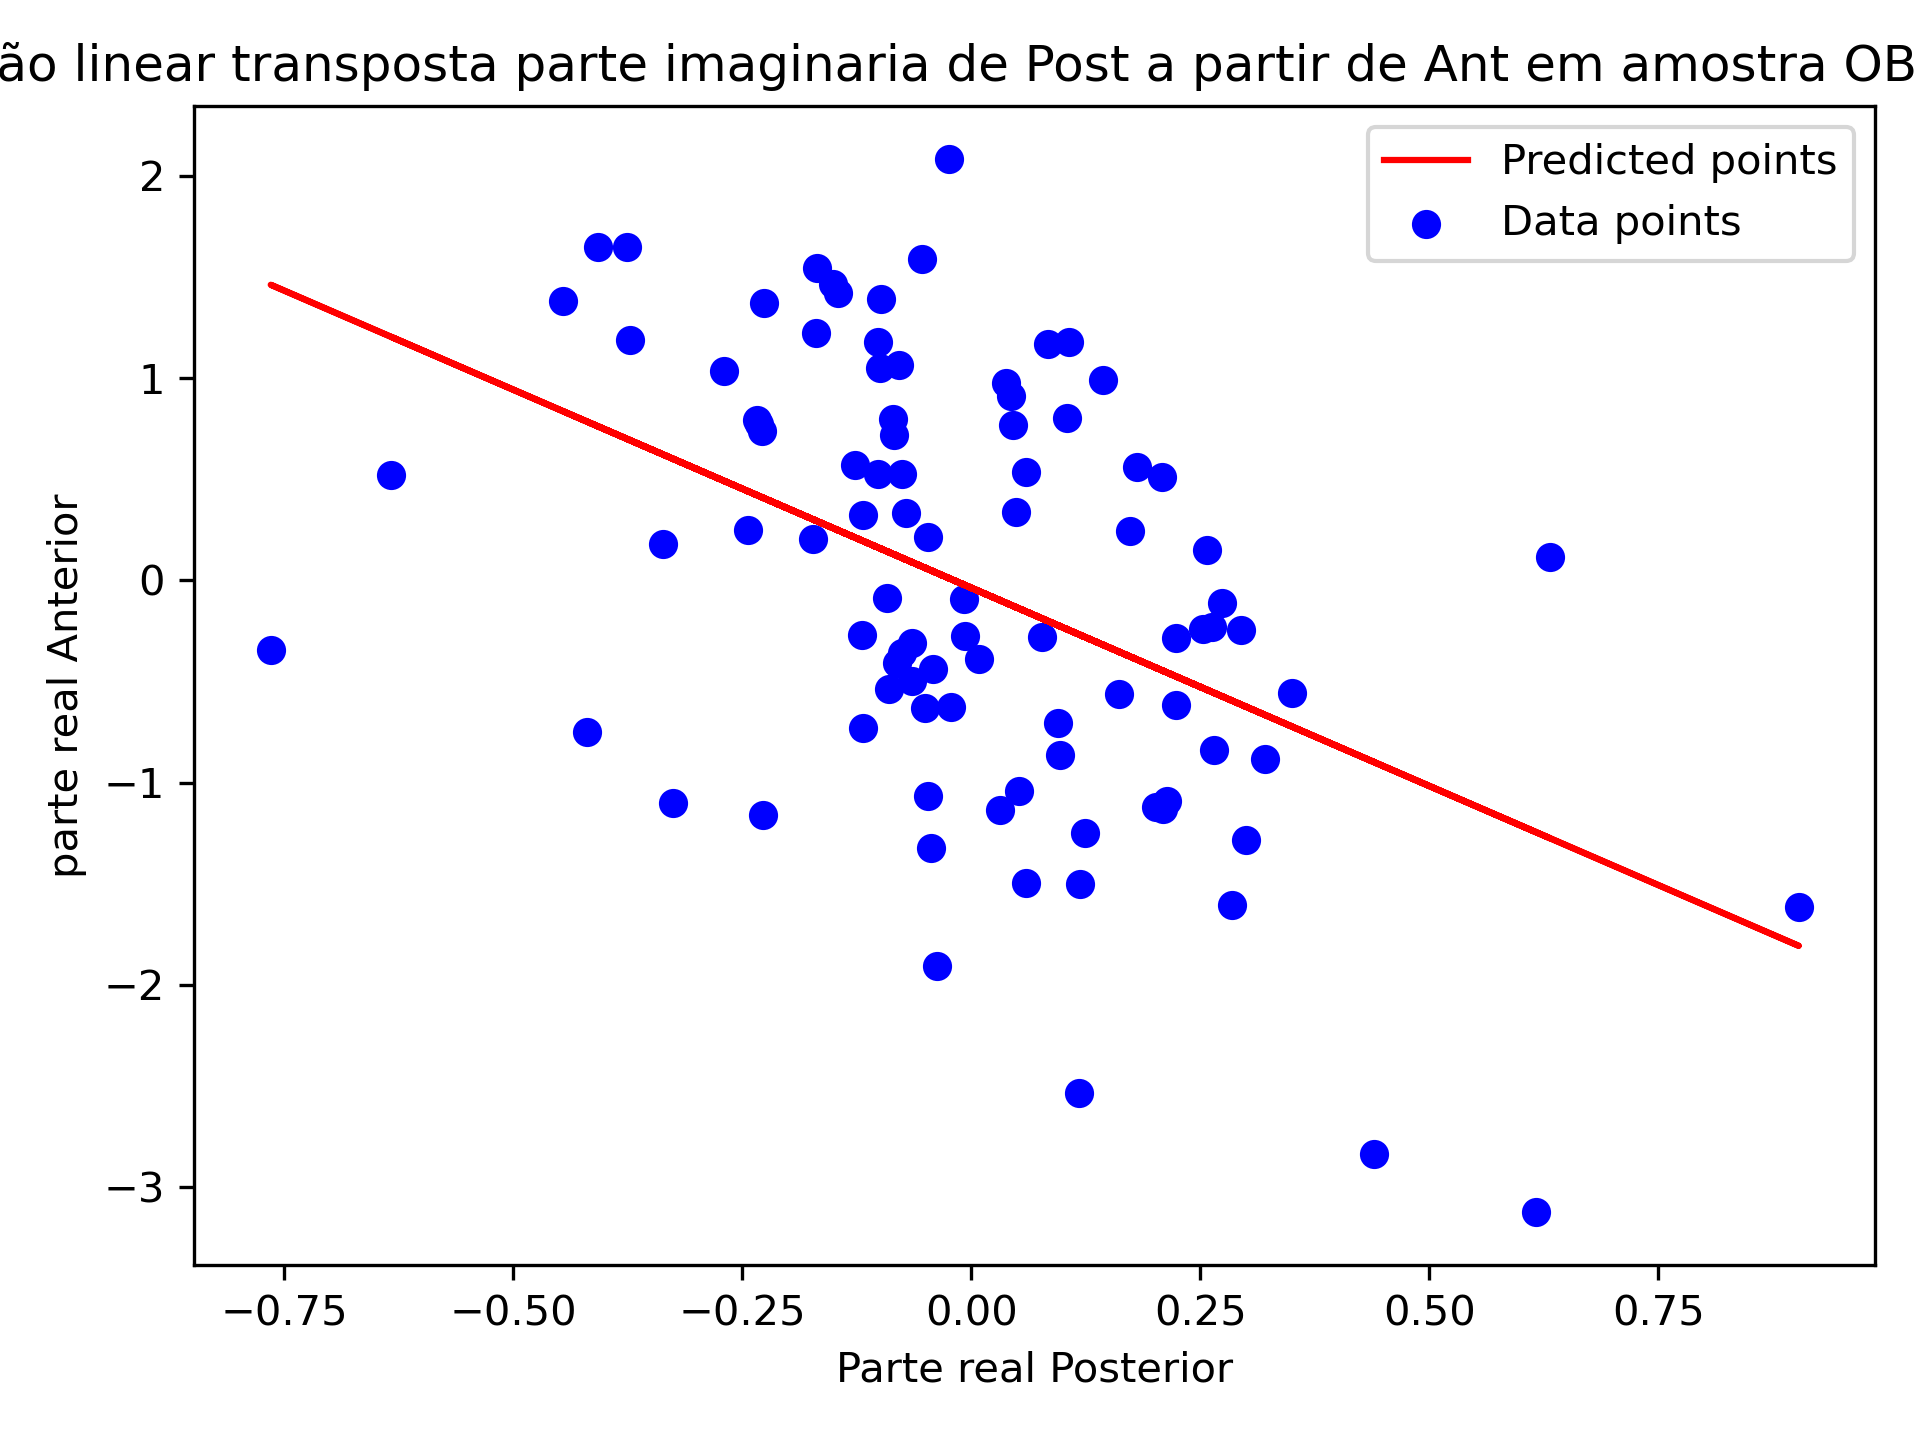 ão linear transposta parte imaginaria de Post a partir de Ant em amostra OB
Predicted points
Data points
2
1
0
−1
−2
−3
parte real Anterior
−0.75 −0.50 −0.25 0.00 0.25 0.50 0.75
Parte real Posterior